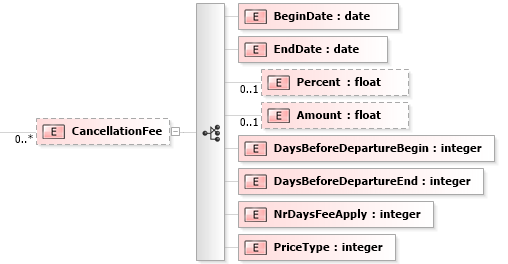 E BeginDate : date
E EndDate : date
E Percent : float
0..1
E Amount : float
0..1
E CancellationFee
0..*
E DaysBeforeDepartureBegin : integer
E DaysBeforeDepartureEnd : integer
E NrDaysFeeApply : integer
E PriceType : integer